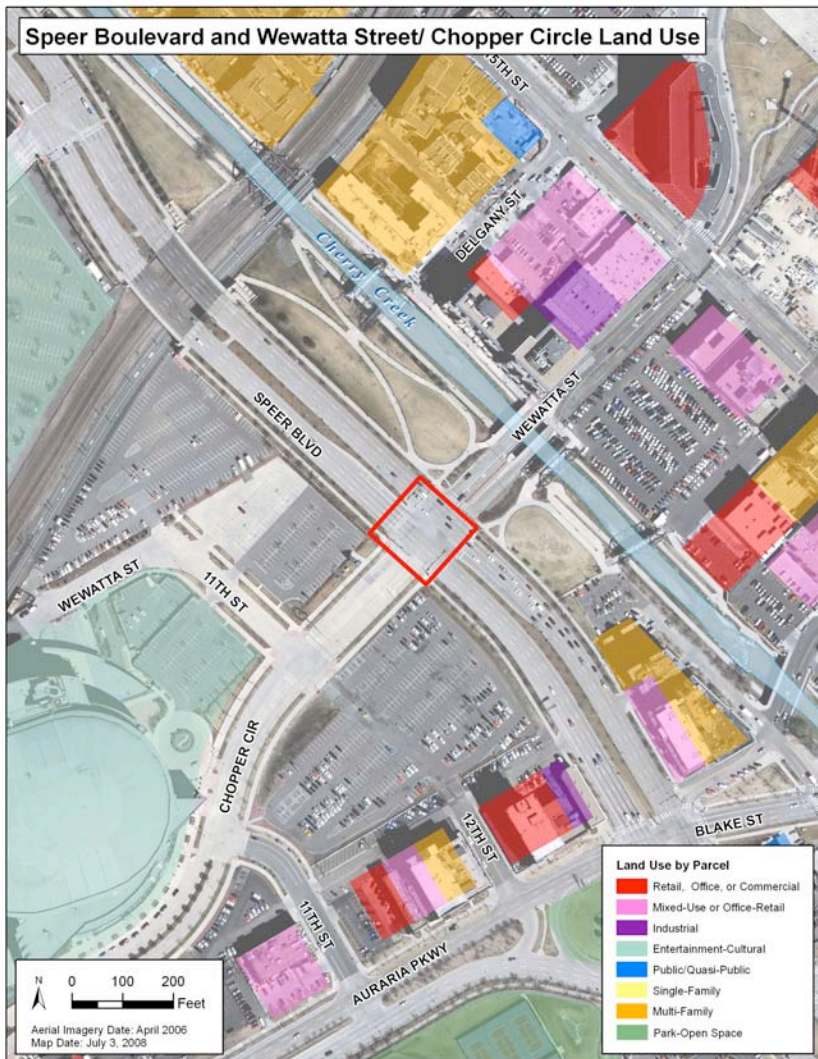 Speer Boulevard and Wewatta Street/ Chopper Circle Land Use
15TH ST
DELGANY ST
Cherry Creek
WEWATTA ST
SPEER BLVD
WEWATTA ST
11TH ST
CHOPPER CIR
12TH ST
BLAKE ST
11TH ST
AURARIA PKWY
Land Use by Parcel
Retail, Office, or Commercial
Mixed-Use or Office-Retail
Industrial
Entertainment-Cultural
Public/Quasi-Public
Single-Family
Multi-Family
Park-Open Space
N
0 100 200
Feet
Aerial Imagery Date: April 2006
Map Date: July 3, 2008